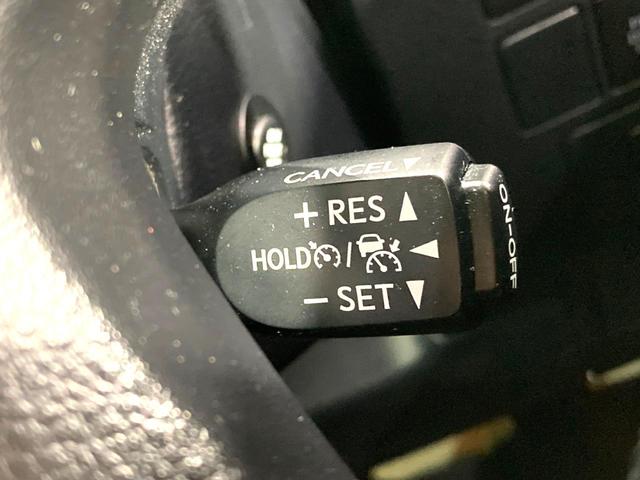 CANCEL ▼
+ RES ▲
HOLD / ◀
− SET ▼
ON-OFF